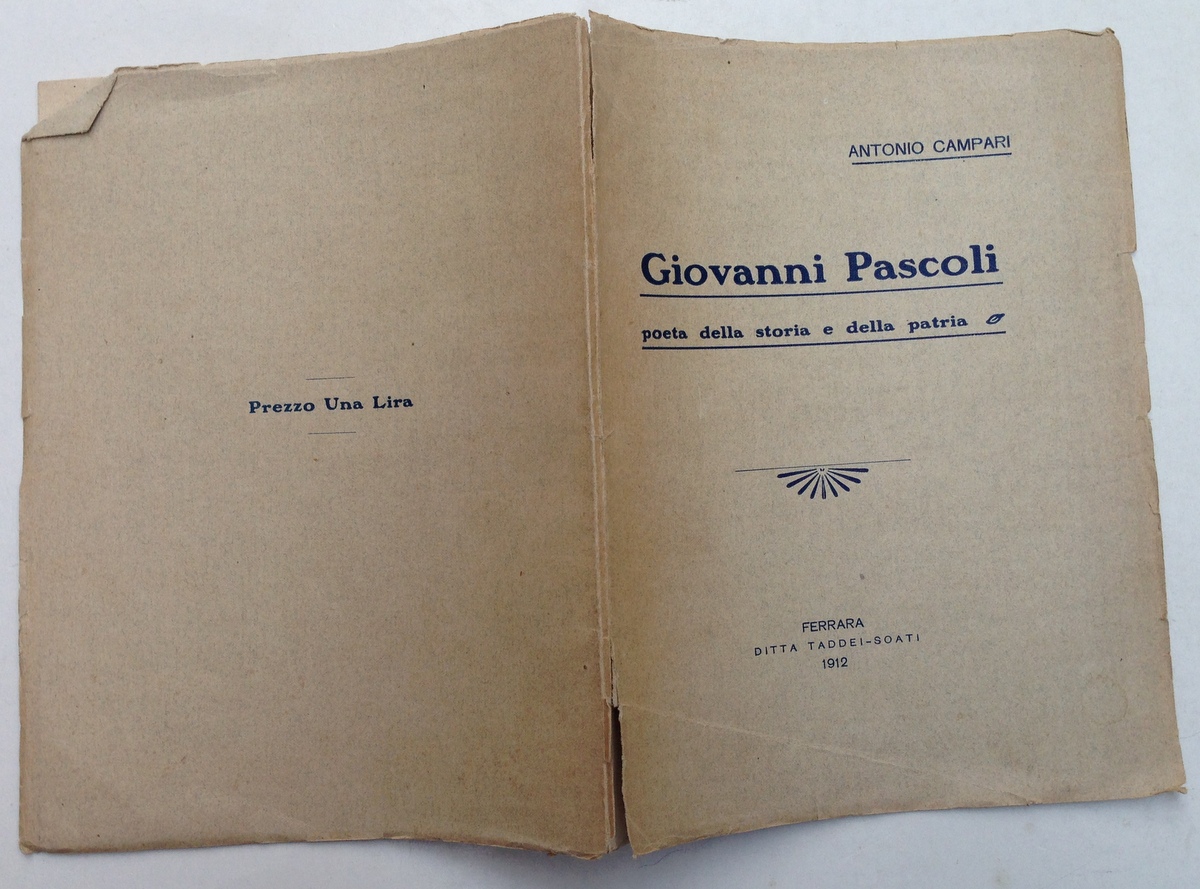 Prezzo Una Lira
ANTONIO CAMPARI
Giovanni Pascoli
poeta della storia e della patria
FERRARA
DITTA TADDEI-SOATI
1912